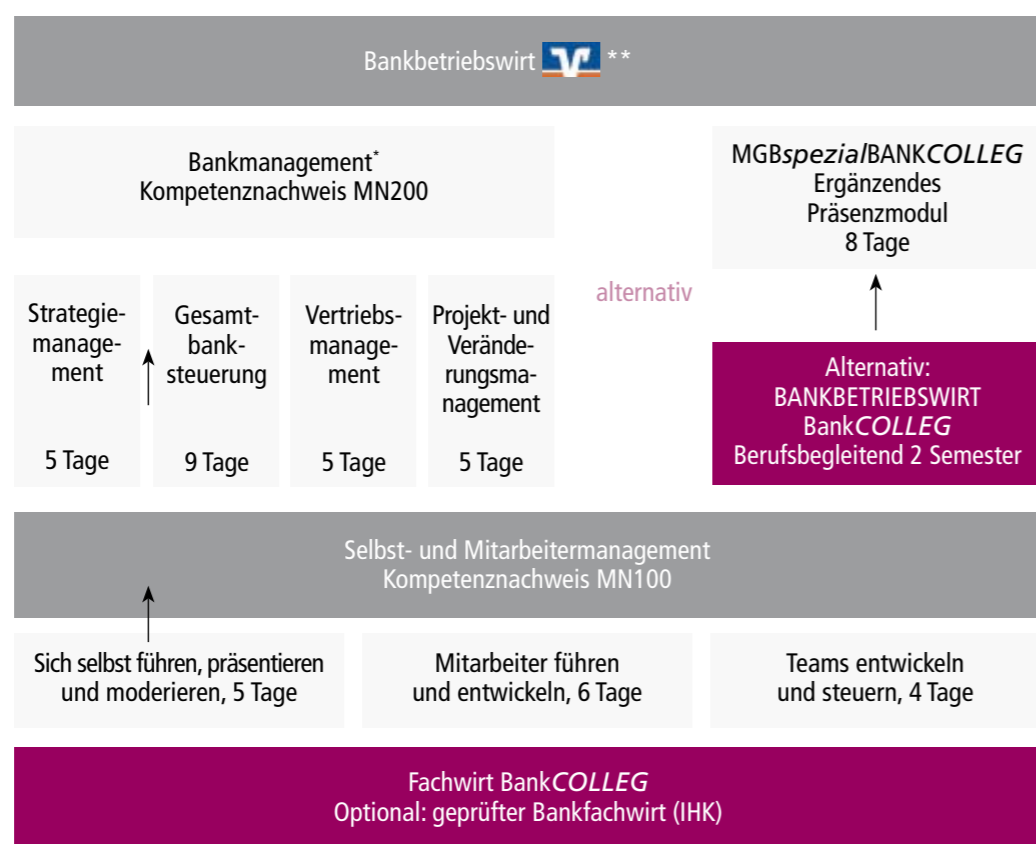 Bankbetriebswirt **
Bankmanagement*
Kompetenznachweis MN200
MGBspezialBANKCOLLEG
Ergänzendes
Präsenzmodul
8 Tage
Strategie-
manage-
ment
5 Tage
Gesamt-
bank-
steuerung
9 Tage
Vertriebs-
manage-
ment
5 Tage
Projekt- und
Verände-
rungsma-
nagement
5 Tage
alternativ
Alternativ:
BANKBETRIEBSWIRT
BankCOLLEG
Berufsbegleitend 2 Semester
Selbst- und Mitarbeitermanagement
Kompetenznachweis MN100
Sich selbst führen, präsentieren
und moderieren, 5 Tage
Mitarbeiter führen
und entwickeln, 6 Tage
Teams entwickeln
und steuern, 4 Tage
Fachwirt BankCOLLEG
Optional: geprüfter Bankfachwirt (IHK)